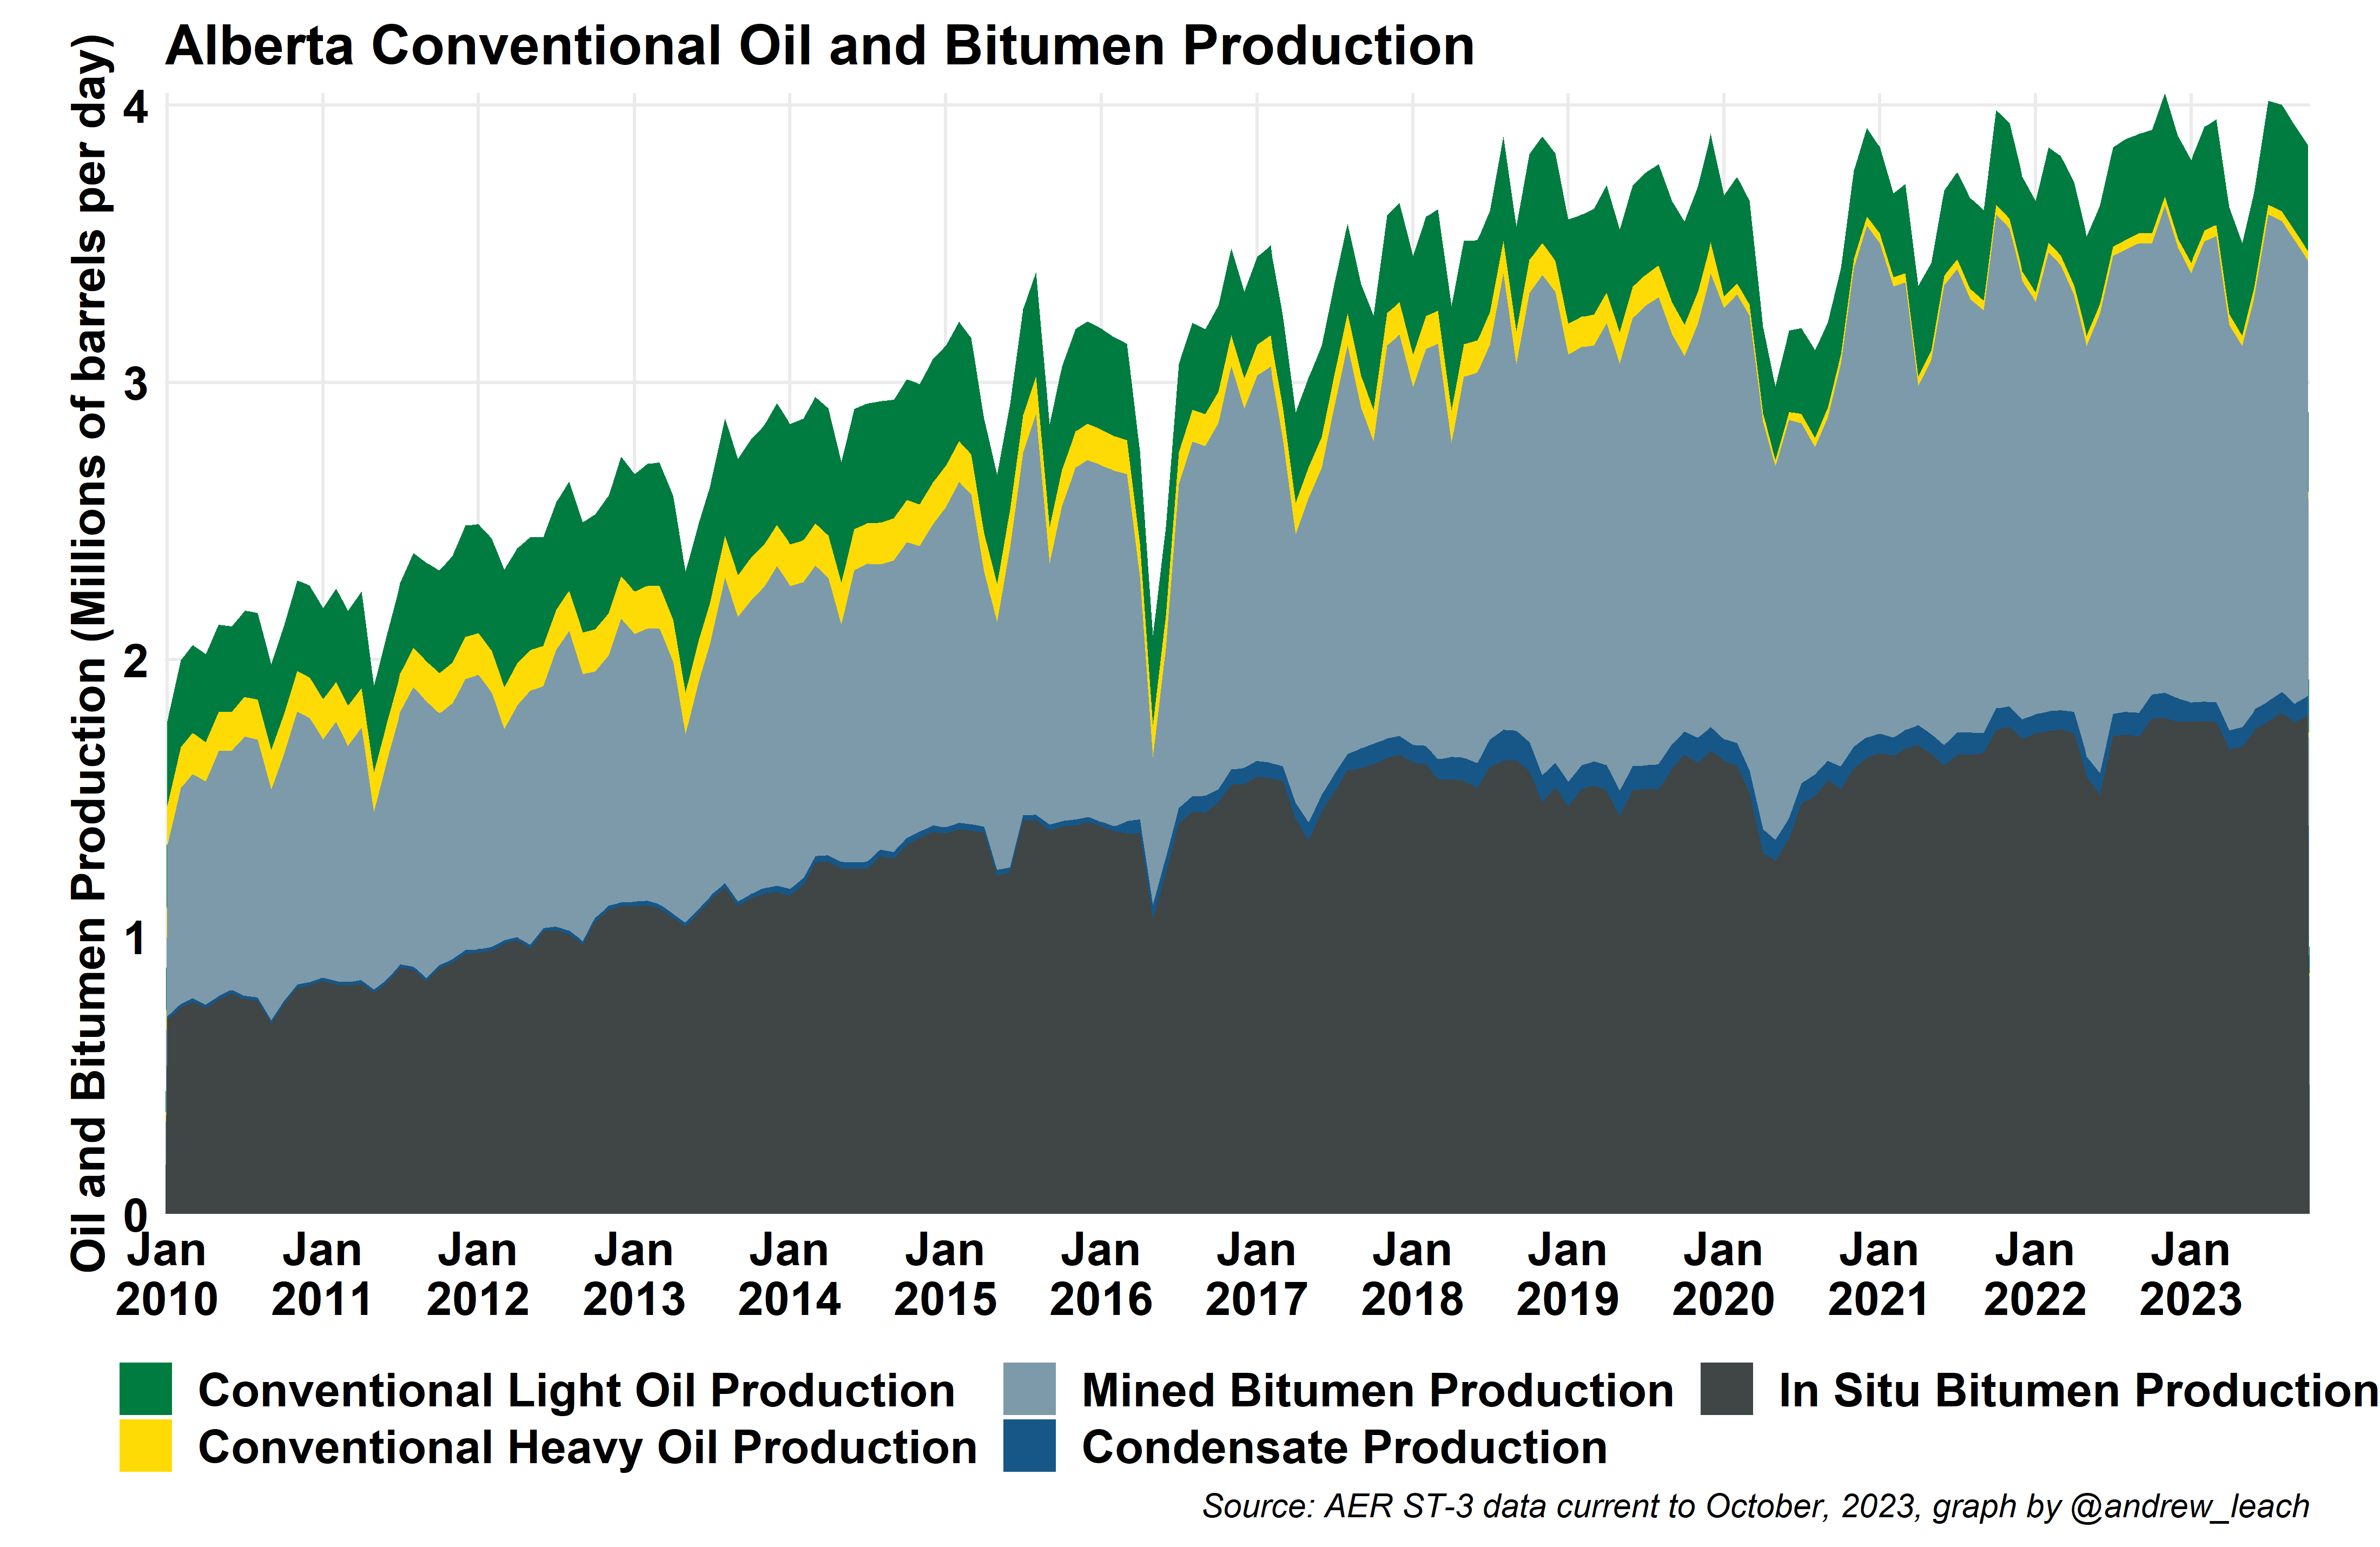 Alberta Conventional Oil and Bitumen Production
Oil and Bitumen Production (Millions of barrels per day)
4
3
2
1
0
Jan 2010
Jan 2011
Jan 2012
Jan 2013
Jan 2014
Jan 2015
Jan 2016
Jan 2017
Jan 2018
Jan 2019
Jan 2020
Jan 2021
Jan 2022
Jan 2023
Conventional Light Oil Production
Conventional Heavy Oil Production
Mined Bitumen Production
Condensate Production
In Situ Bitumen Production
Source: AER ST-3 data current to October, 2023, graph by @andrew_leach